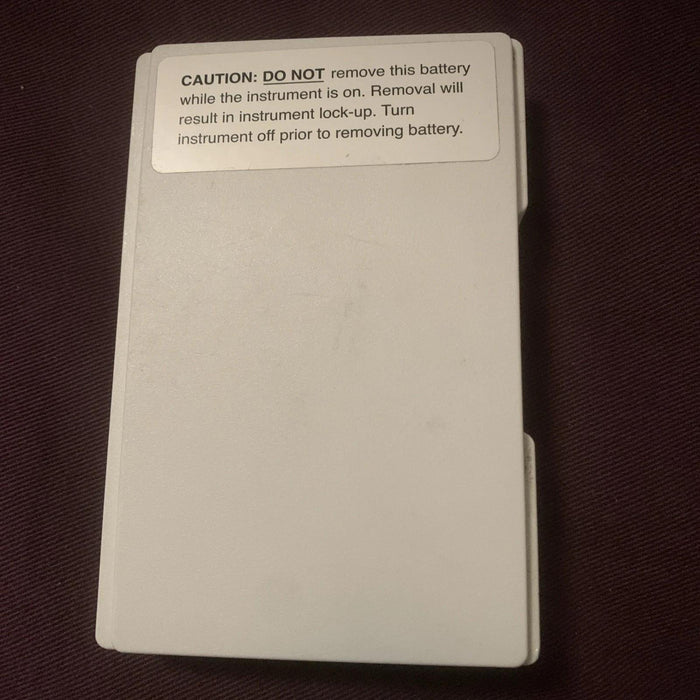 CAUTION: DO NOT remove this battery
while the instrument is on. Removal will
result in instrument lock-up. Turn
instrument off prior to removing battery.